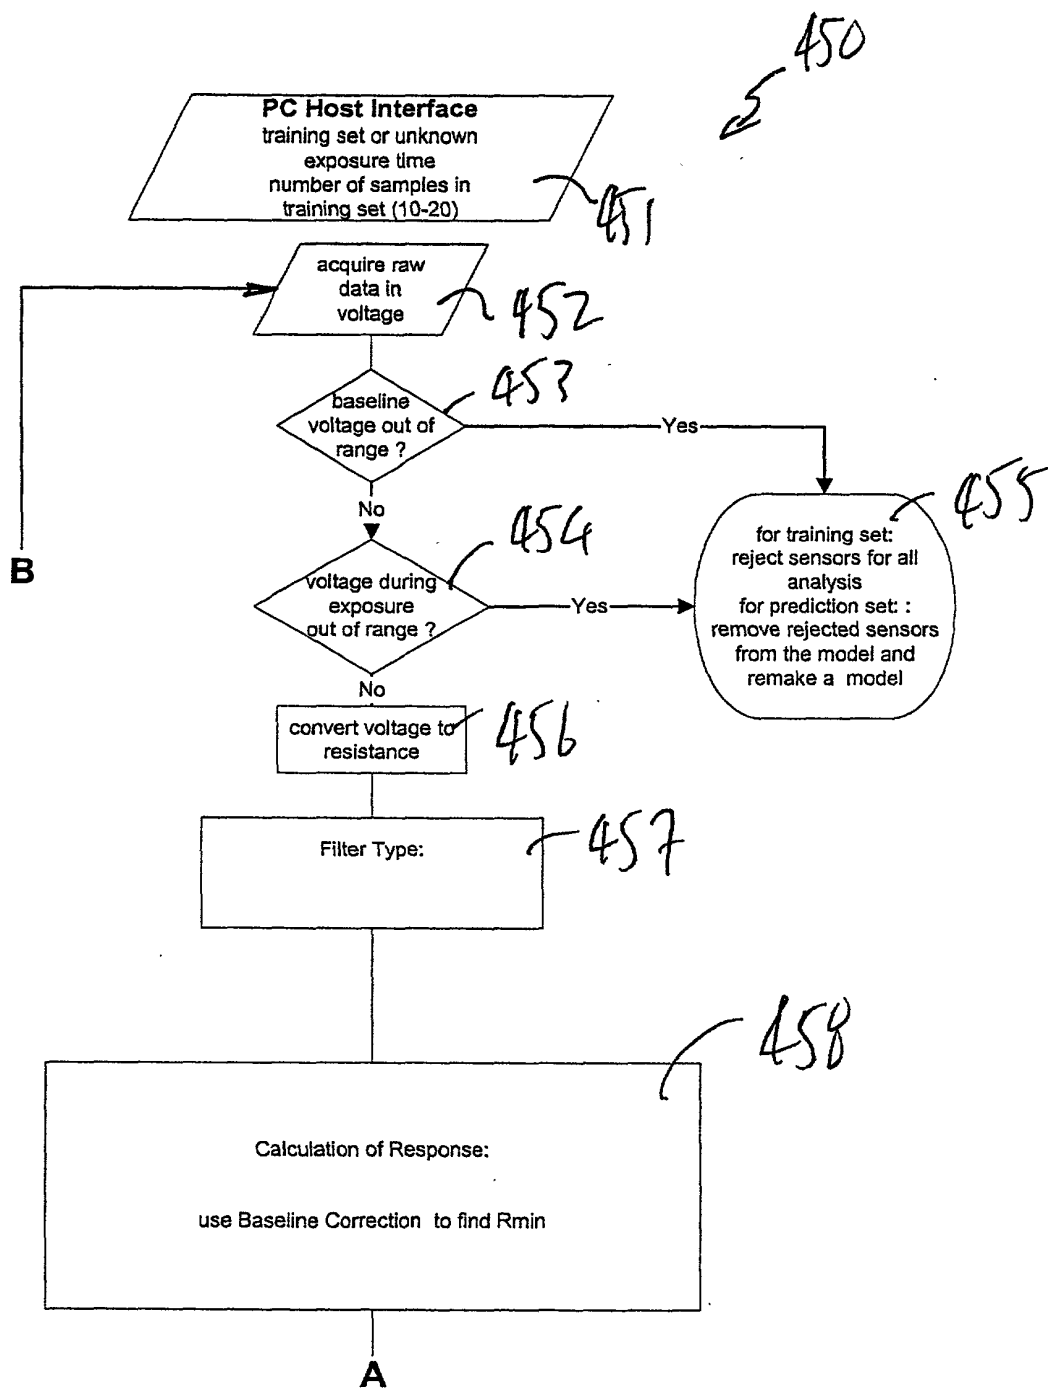 450
PC Host Interface
training set or unknown
exposure time
number of samples in
training set (10-20)
451
acquire raw
data in
voltage
452
453
baseline
voltage out of
range ?
Yes
No
455
454
B
for training set:
reject sensors for all
analysis
for prediction set: :
remove rejected sensors
from the model and
remake a model
voltage during
exposure
out of range ?
Yes
No
convert voltage to
resistance
456
Filter Type:
457
458
Calculation of Response:
use Baseline Correction to find Rmin
A